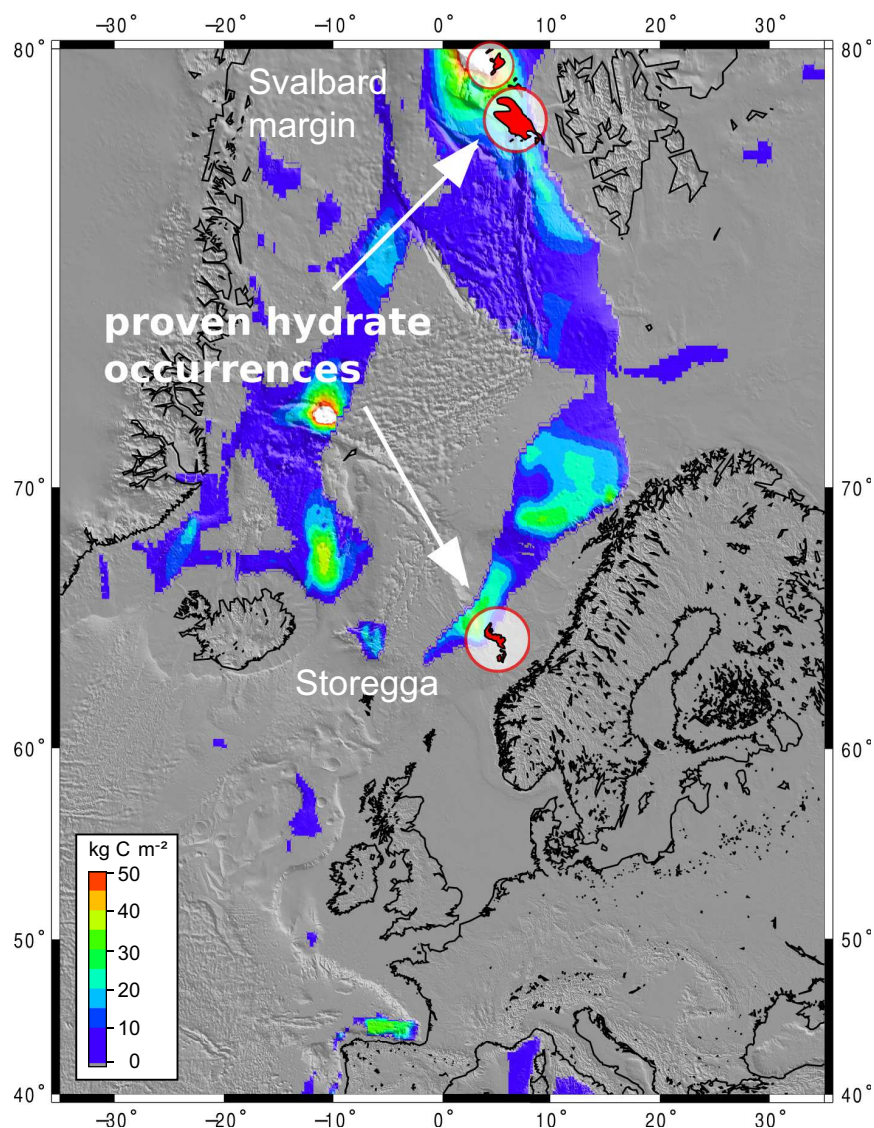 −30° −20° −10° 0° 10° 20° 30°
80° 80°
Svalbard
margin
proven hydrate
occurrences
70° 70°
Storegga
60° 60°
kg C m⁻²
50
40
30
20
10
0
50° 50°
40° 40°
−30° −20° −10° 0° 10° 20° 30°